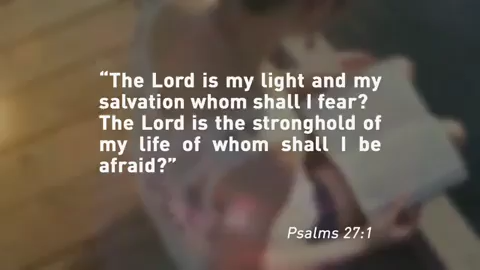 “The Lord is my light and my
salvation whom shall I fear?
The Lord is the stronghold of
my life of whom shall I be
afraid?”
Psalms 27:1